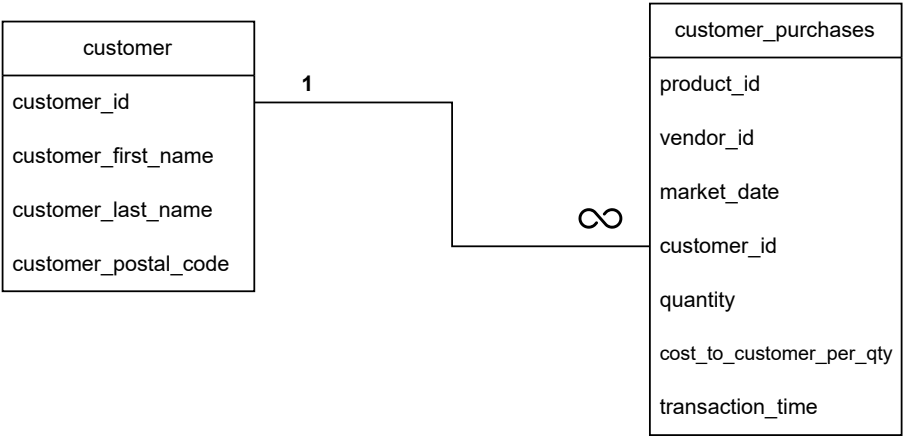 customer
customer_id
customer_first_name
customer_last_name
customer_postal_code
1
∞
customer_purchases
product_id
vendor_id
market_date
customer_id
quantity
cost_to_customer_per_qty
transaction_time